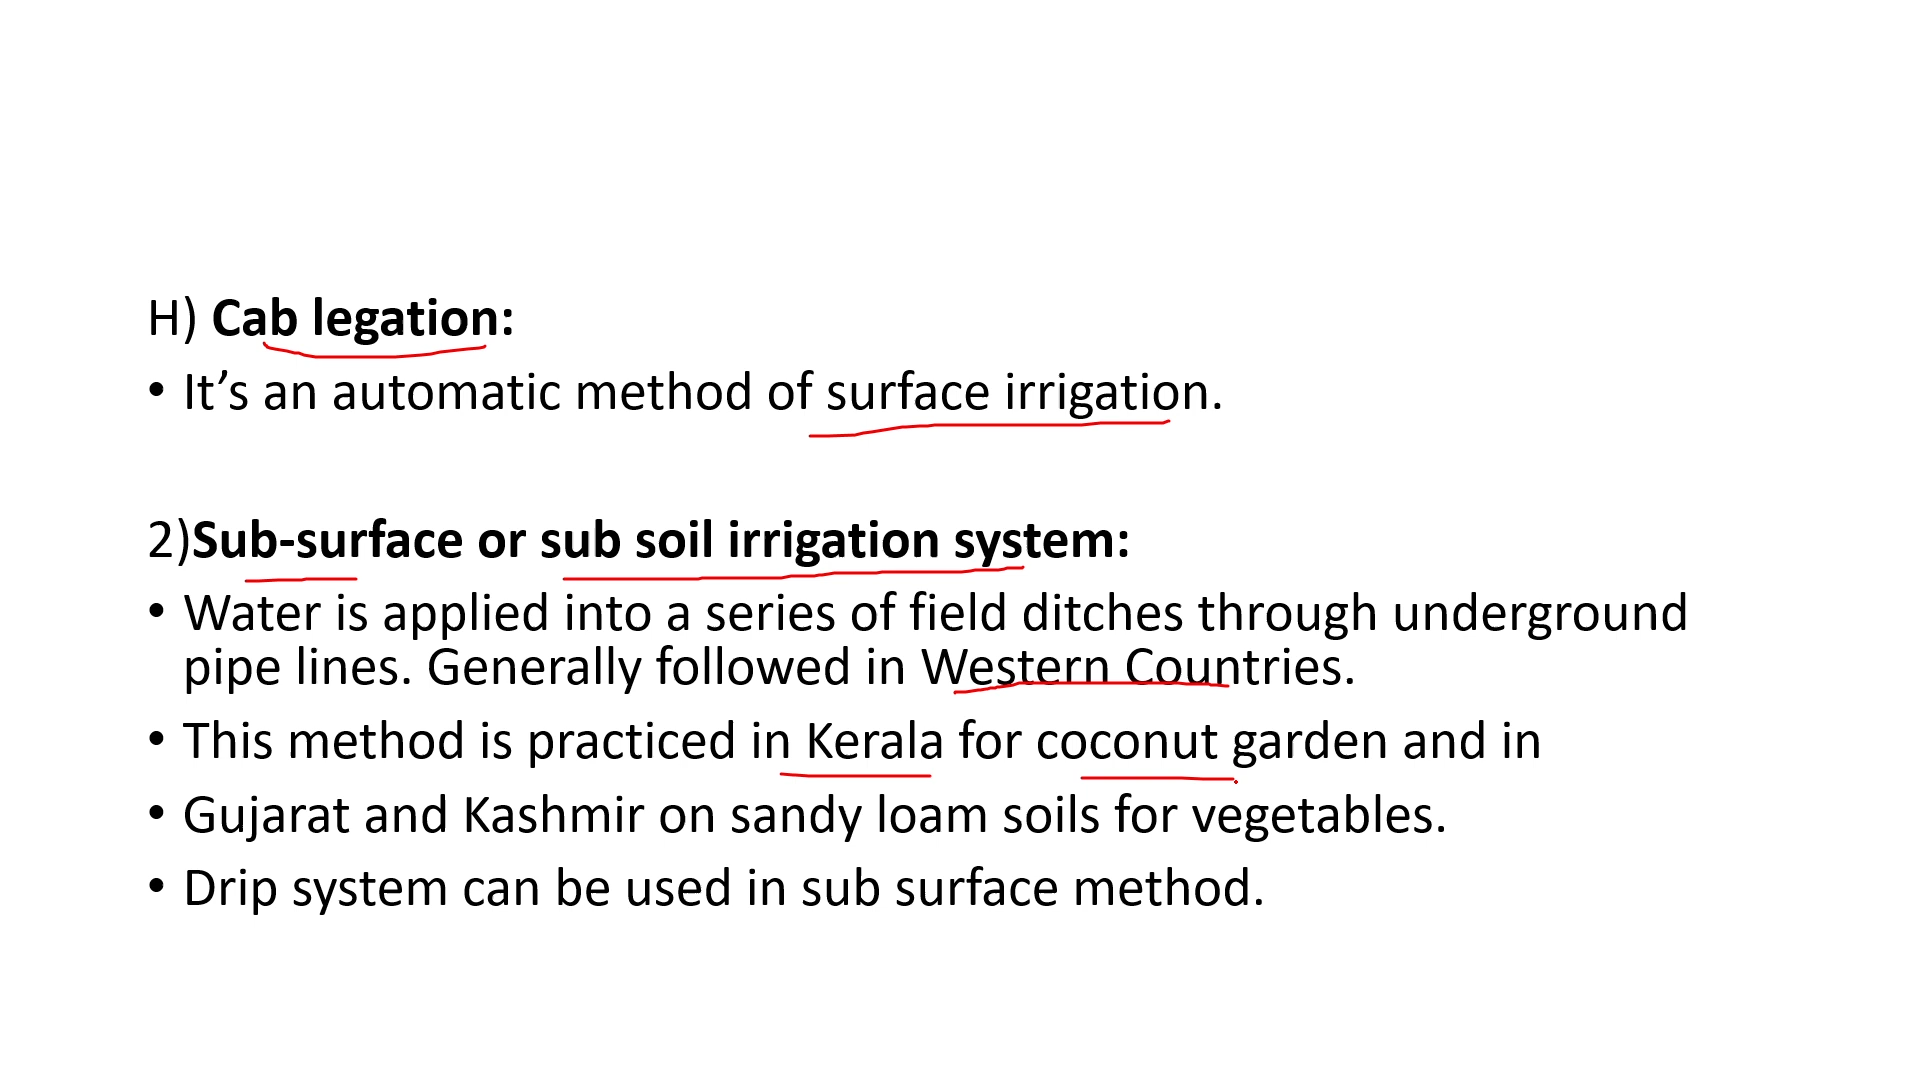 H) Cab legation:
• It’s an automatic method of surface irrigation.
2)Sub-surface or sub soil irrigation system:
• Water is applied into a series of field ditches through underground
pipe lines. Generally followed in Western Countries.
• This method is practiced in Kerala for coconut garden and in
• Gujarat and Kashmir on sandy loam soils for vegetables.
• Drip system can be used in sub surface method.